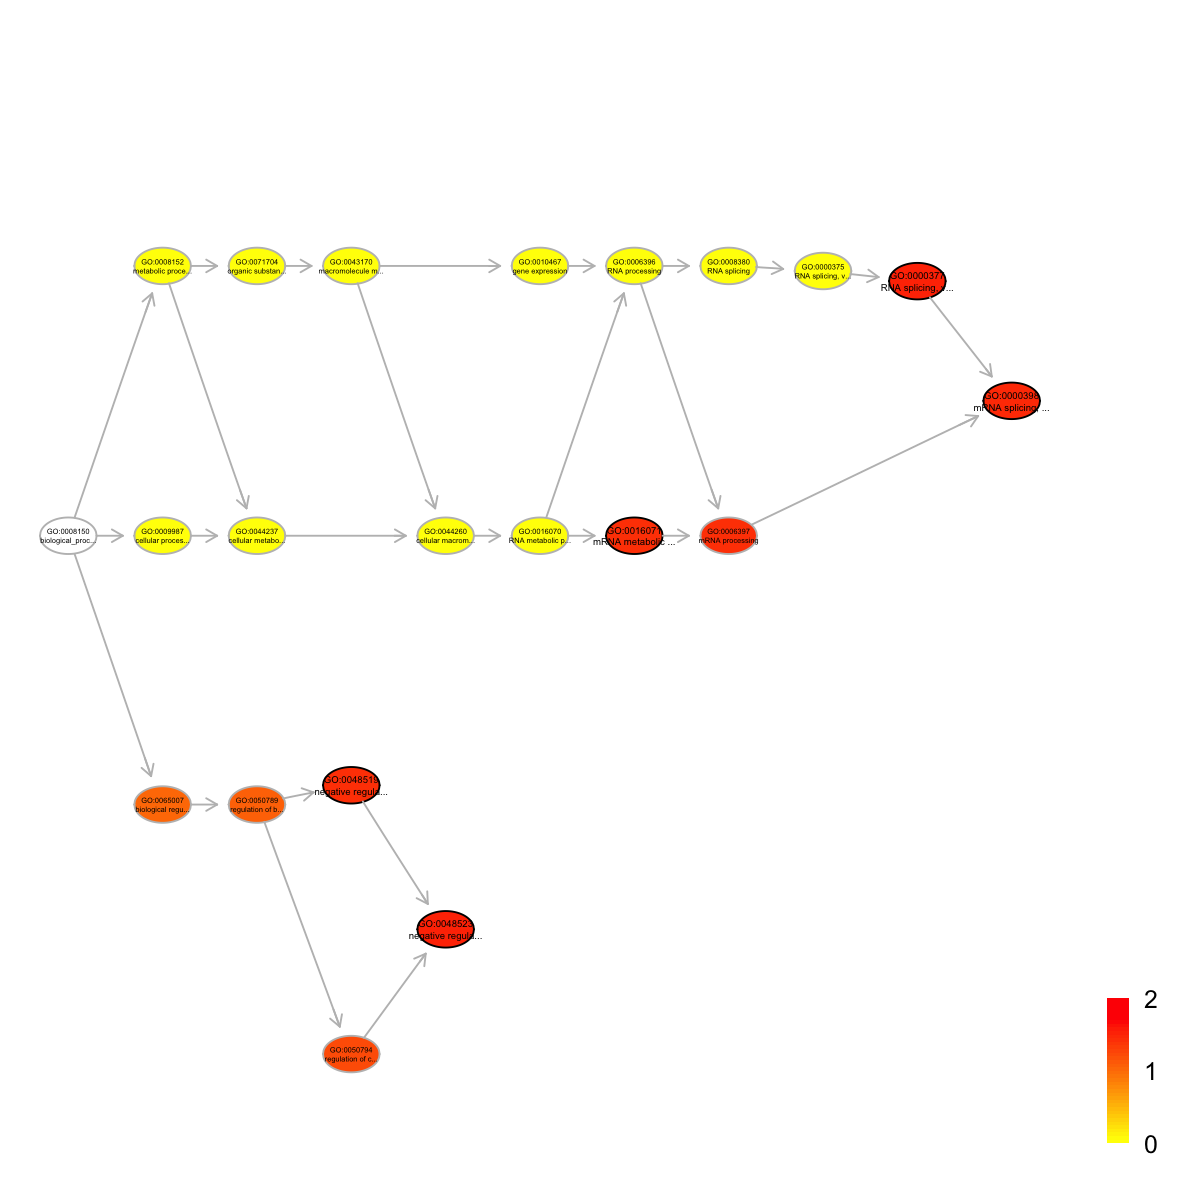 GO:0008152
metabolic proce...
GO:0071704
organic substan...
GO:0043170
macromolecule m...
GO:0010467
gene expression
GO:0006396
RNA processing
GO:0008380
RNA splicing
GO:0000375
RNA splicing, v...
GO:0000377
RNA splicing, v...
GO:0000398
mRNA splicing, ...
GO:0008150
biological_proc...
GO:0009987
cellular proces...
GO:0044237
cellular metabo...
GO:0044260
cellular macrom...
GO:0016070
RNA metabolic p...
GO:0016071
mRNA metabolic ...
GO:0006397
mRNA processing
GO:0065007
biological regu...
GO:0050789
regulation of b...
GO:0048519
negative regula...
GO:0048523
negative regula...
GO:0050794
regulation of c...
2
1
0